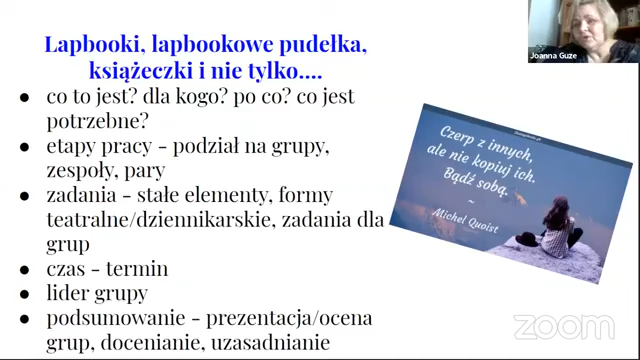 Lapbooki, lapbookowe pudełka,
książeczki i nie tylko....
● co to jest? dla kogo? po co? co jest
potrzebne?
● etapy pracy - podział na grupy,
zespoły, pary
● zadania - stałe elementy, formy
teatralne/dziennikarskie, zadania dla
grup
● czas - termin
● lider grupy
● podsumowanie - prezentacja/ocena
grup, docenianie, uzasadnianie
Czerp z innych,
ale nie kopiuj ich.
Bądź sobą.
~
Michel Quoist
Joanna Guze
zoom